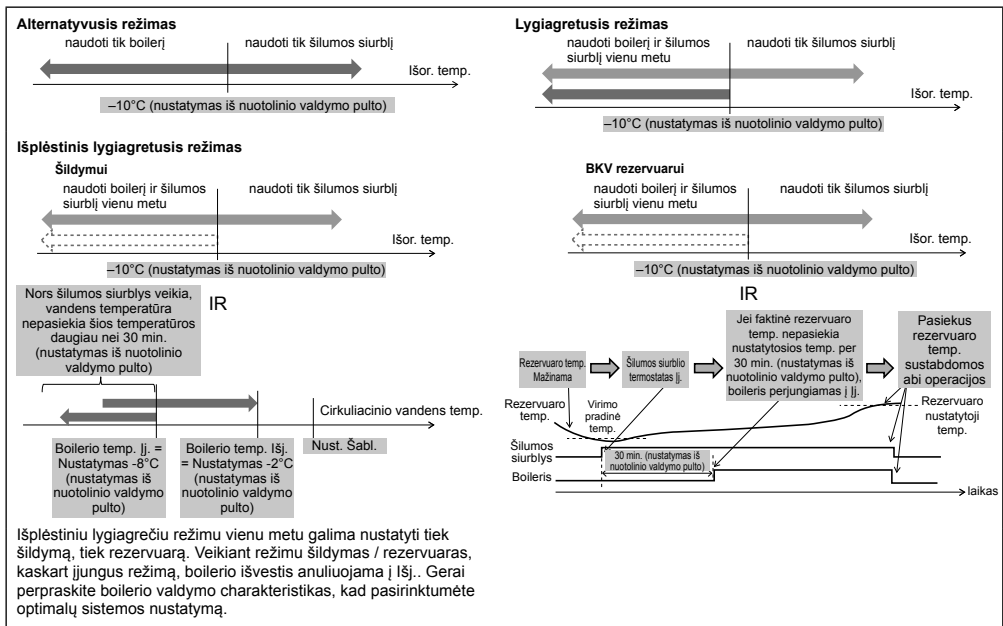 Alternatyvusis režimas
naudoti tik boilerį
naudoti tik šilumos siurblį
Išor. temp.
–10°C (nustatymas iš nuotolinio valdymo pulto)
Lygiagretusis režimas
naudoti boilerį ir šilumos
siurblį vienu metu
naudoti tik šilumos siurblį
Išor. temp.
–10°C (nustatymas iš nuotolinio valdymo pulto)
Išplėstinis lygiagretusis režimas
Šildymui
naudoti boilerį ir šilumos
siurblį vienu metu
naudoti tik šilumos siurblį
Išor. temp.
–10°C (nustatymas iš nuotolinio valdymo pulto)
IR
Nors šilumos siurblys veikia,
vandens temperatūra
nepasiekia šios temperatūros
daugiau nei 30 min.
(nustatymas iš nuotolinio
valdymo pulto)
Cirkuliacinio vandens temp.
Boilerio temp. Įj. =
Nustatymas -8°C
(nustatymas iš
nuotolinio valdymo
pulto)
Boilerio temp. Išj.
= Nustatymas -2°C
(nustatymas iš
nuotolinio valdymo
pulto)
Nust. Šabl.
BKV rezervuarui
naudoti boilerį ir šilumos
siurblį vienu metu
naudoti tik šilumos siurblį
Išor. temp.
–10°C (nustatymas iš nuotolinio valdymo pulto)
IR
Rezervuaro temp.
Mažinama
Šilumos siurblio
termostatas Įj.
Jei faktinė rezervuaro
temp. nepasiekia
nustatytosios temp. per
30 min. (nustatymas iš
nuotolinio valdymo pulto),
boileris perjungiamas į Įj.
Pasiekus
rezervuaro
temp.
sustabdomos
abi operacijos
Rezervuaro
temp.
Virimo
pradinė
temp.
Rezervuaro
nustatytoji
temp.
Šilumos
siurblys
30 min. (nustatymas iš
nuotolinio valdymo pulto)
Boileris
laikas
Išplėstiniu lygiagrečiu režimu vienu metu galima nustatyti tiek
šildymą, tiek rezervuarą. Veikiant režimu šildymas / rezervuaras,
kaskart įjungus režimą, boilerio išvestis anuliuojama į Išj.. Gerai
perpraskite boilerio valdymo charakteristikas, kad pasirinktumėte
optimalų sistemos nustatymą.